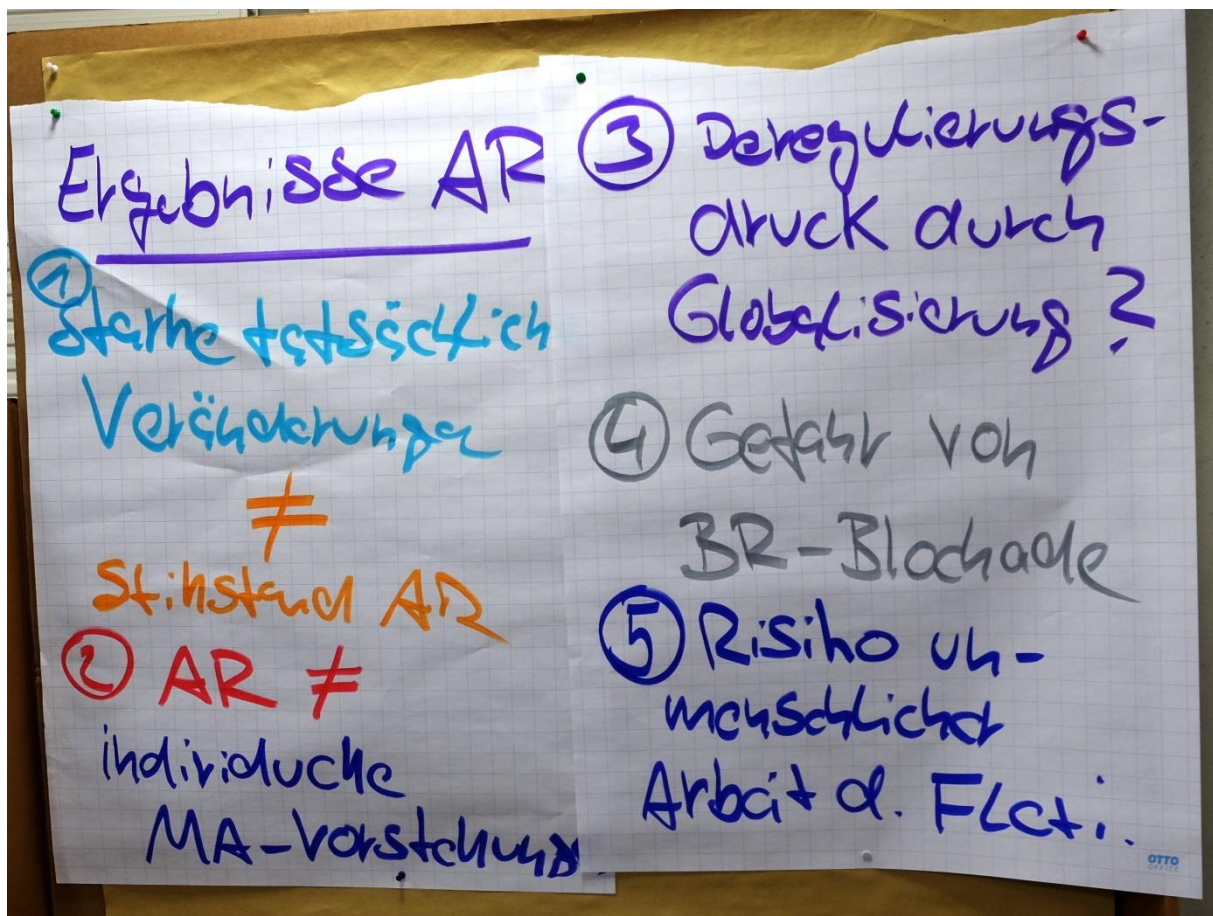 Ergebnisse AR
① Starke tatsächlich
Veränderungen
≠
Stillstand AR
② AR ≠
individuelle
MA-Vorstellung
③ Deregulierungs-
druck durch
Globalisierung?
④ Gefahr von
BR-Blockade
⑤ Risiko un-
menschlicher
Arbeit d. Flexi.
OTTO
OFFICE